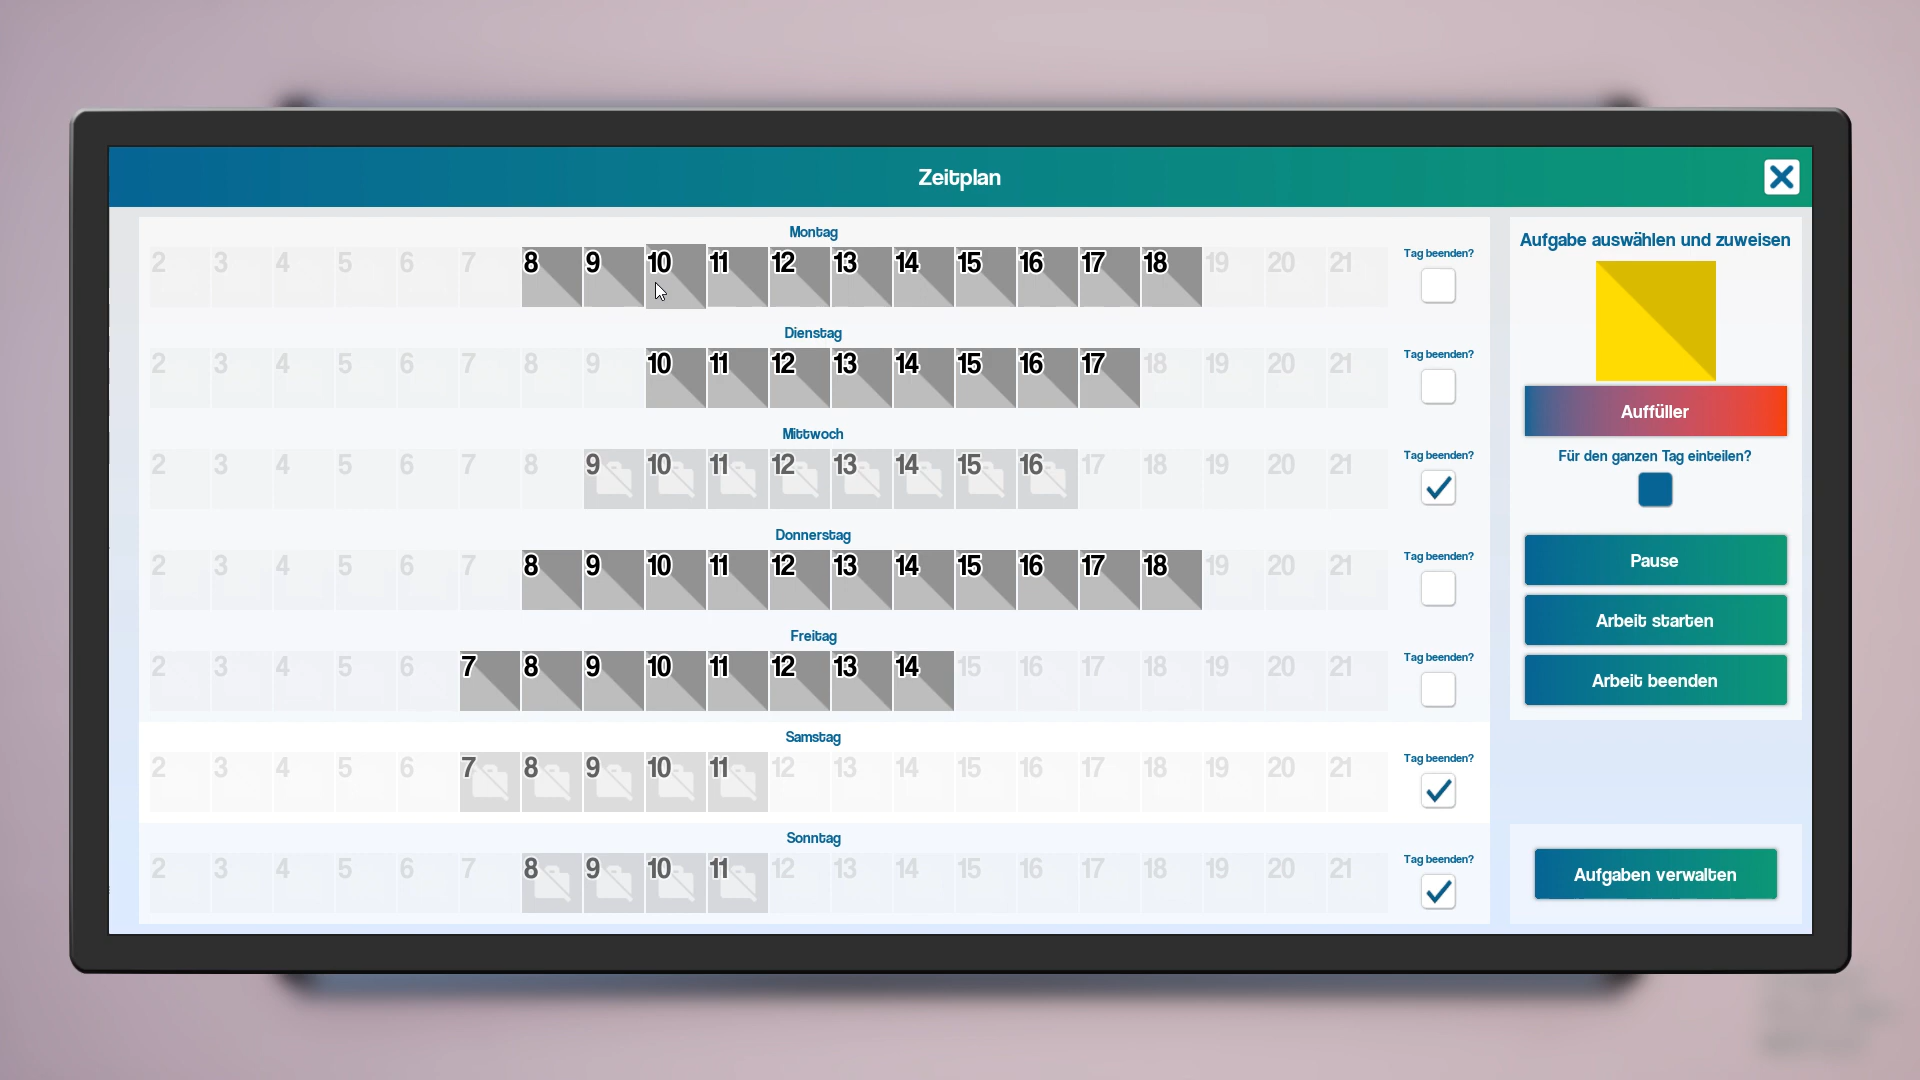 Zeitplan
Montag
2 3 4 5 6 7 8 9 10 11 12 13 14 15 16 17 18 19 20 21
Tag beenden?
Dienstag
2 3 4 5 6 7 8 9 10 11 12 13 14 15 16 17 18 19 20 21
Tag beenden?
Mittwoch
2 3 4 5 6 7 8 9 10 11 12 13 14 15 16 17 18 19 20 21
Tag beenden?
Donnerstag
2 3 4 5 6 7 8 9 10 11 12 13 14 15 16 17 18 19 20 21
Tag beenden?
Freitag
2 3 4 5 6 7 8 9 10 11 12 13 14 15 16 17 18 19 20 21
Tag beenden?
Samstag
2 3 4 5 6 7 8 9 10 11 12 13 14 15 16 17 18 19 20 21
Tag beenden?
Sonntag
2 3 4 5 6 7 8 9 10 11 12 13 14 15 16 17 18 19 20 21
Tag beenden?
Aufgabe auswählen und zuweisen
Auffüller
Für den ganzen Tag einteilen?
Pause
Arbeit starten
Arbeit beenden
Aufgaben verwalten